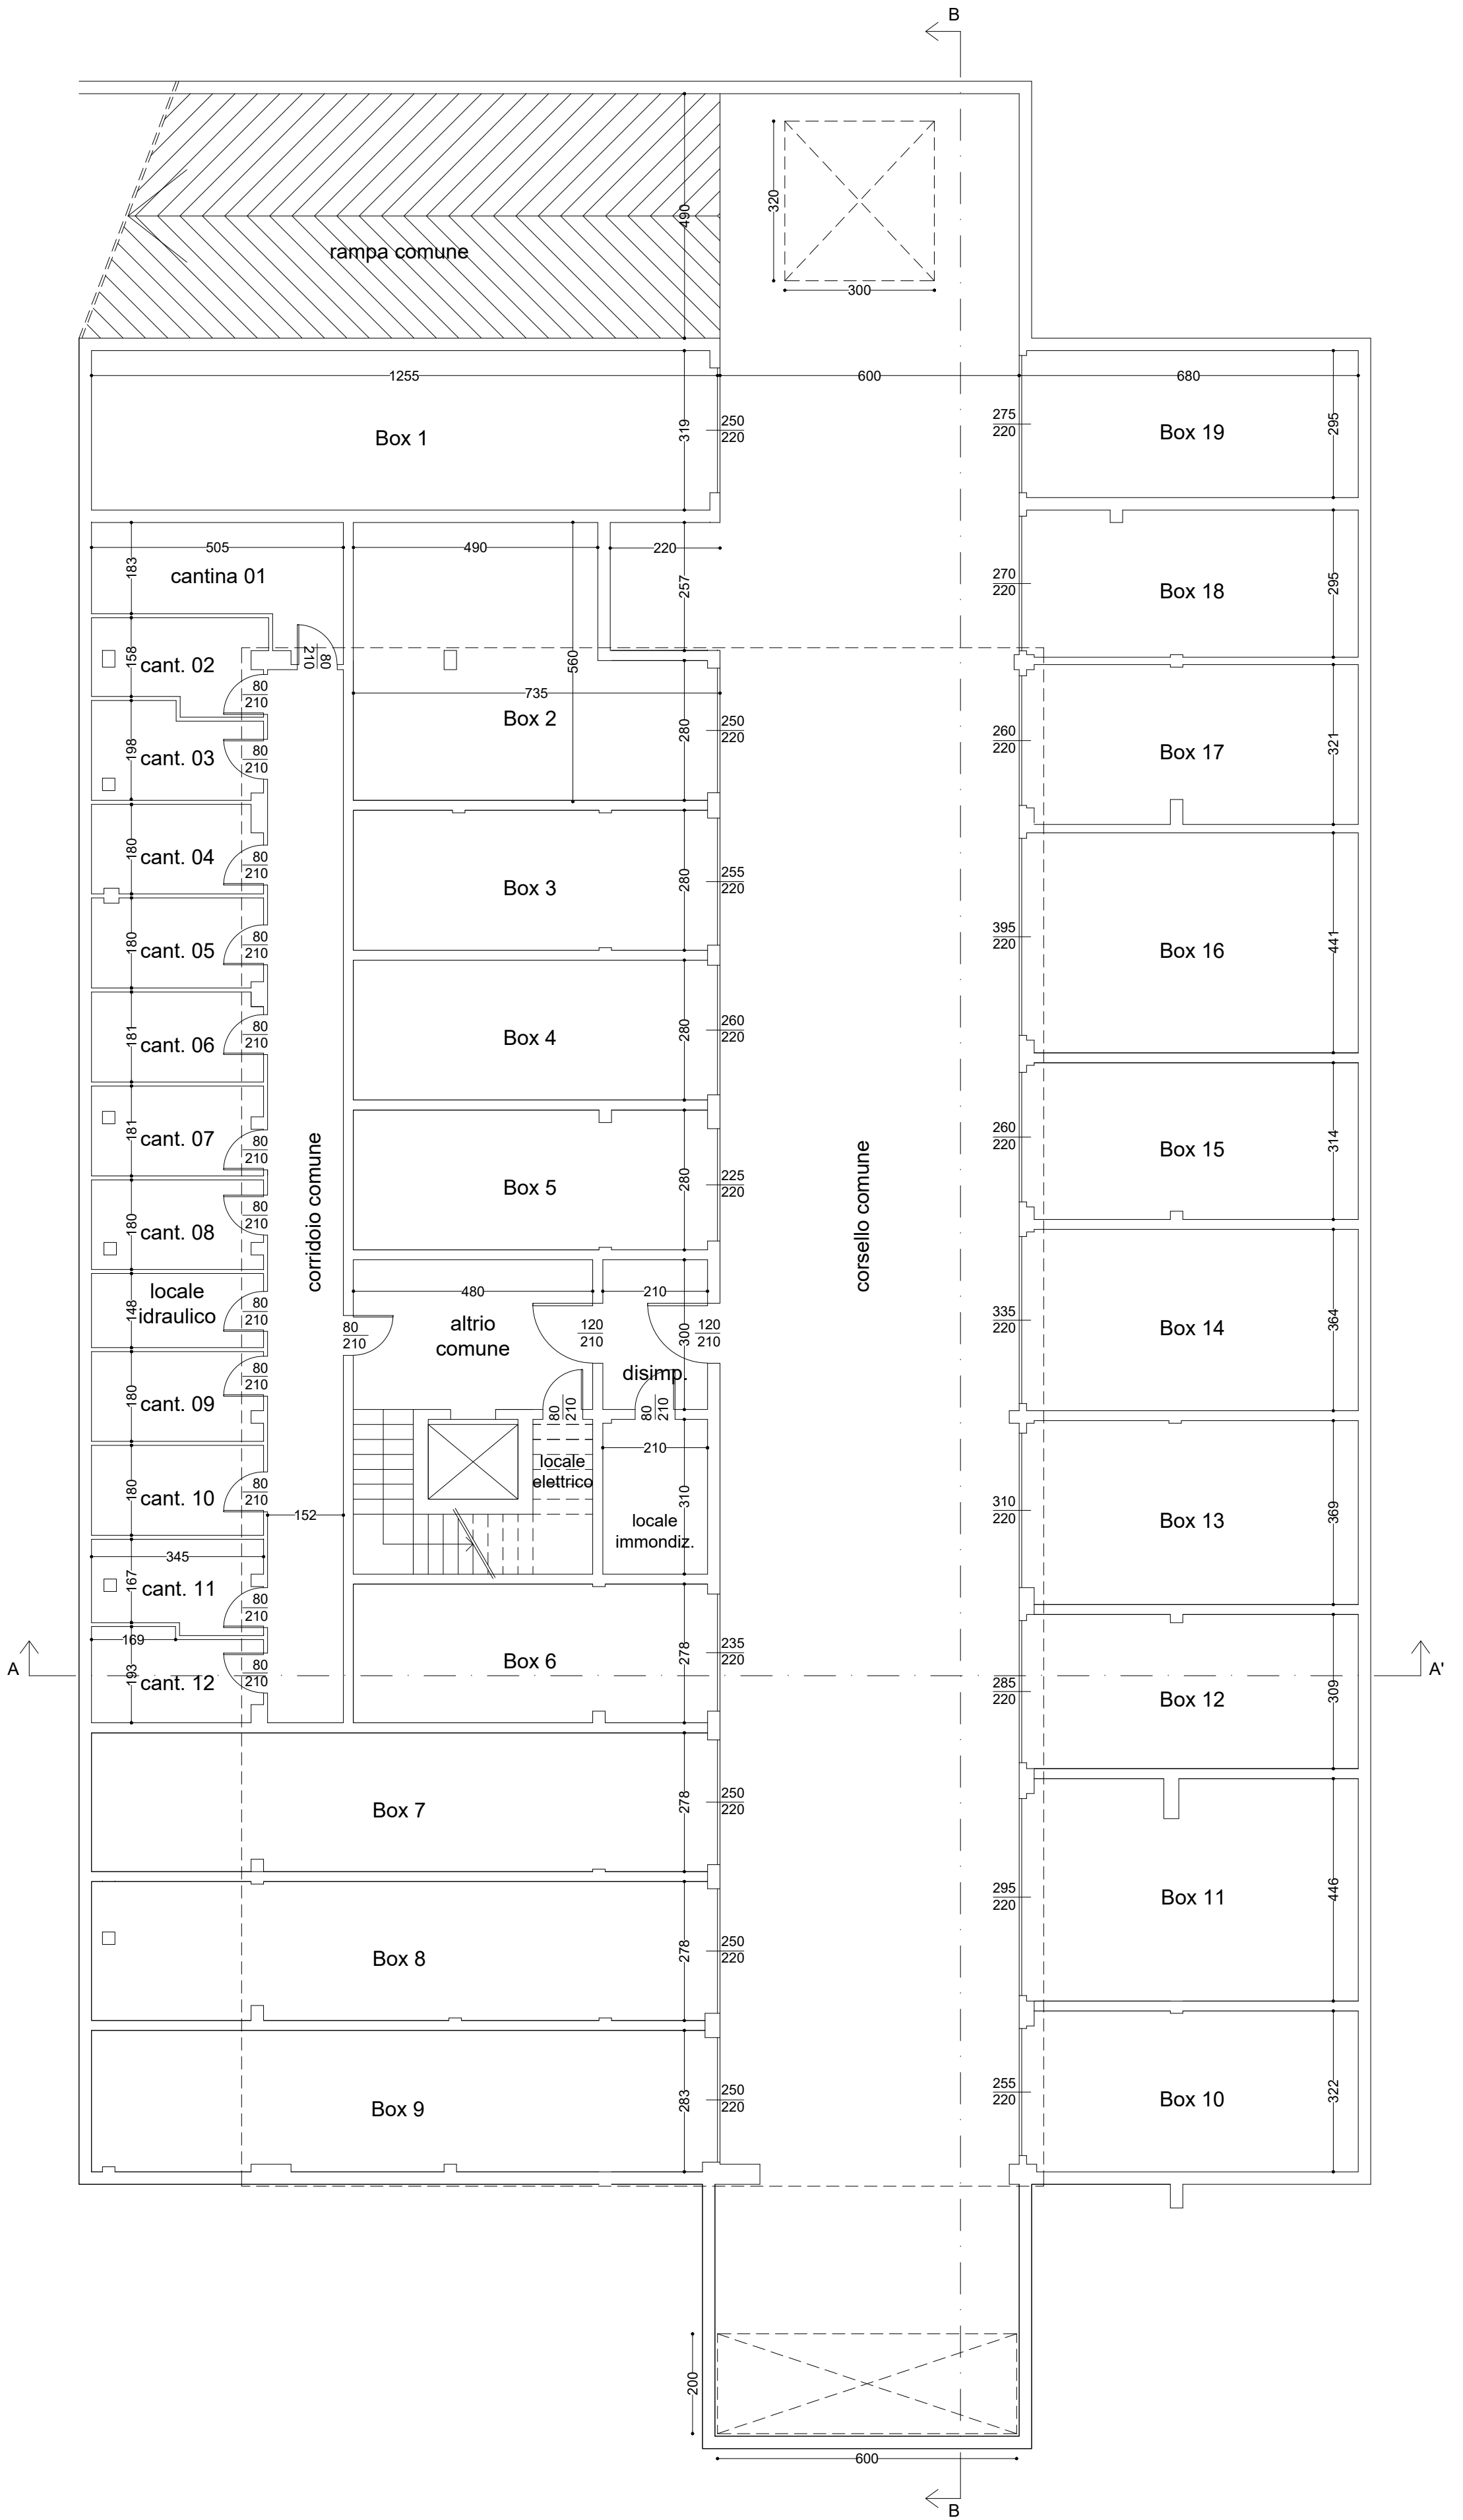 B
490
320
rampa comune
300
1255
600
680
275
220
295
250
220
319
Box 1
Box 19
505
490
220
183
cantina 01
257
270
220
295
Box 18
560
158
cant. 02
80
210
80
210
735
Box 2
280
250
220
260
220
321
Box 17
198
cant. 03
80
210
180
cant. 04
80
210
Box 3
280
255
220
395
220
441
Box 16
180
cant. 05
80
210
181
cant. 06
80
210
Box 4
280
260
220
181
cant. 07
80
210
corridoio comune
corsello comune
260
220
314
Box 15
Box 5
280
225
220
180
cant. 08
80
210
locale
idraulico
148
80
210
480
210
altrio
comune
80
210
120
210
300
120
210
disimp.
335
220
364
Box 14
180
cant. 09
80
210
80
210
80
210
210
locale
elettrico
180
cant. 10
80
210
152
310
locale
immondiz.
310
220
369
Box 13
345
167
cant. 11
80
210
169
A
193
cant. 12
80
210
Box 6
278
235
220
285
220
309
Box 12
A'
Box 7
278
250
220
295
220
446
Box 11
Box 8
278
250
220
Box 9
283
250
220
255
220
322
Box 10
200
600
B